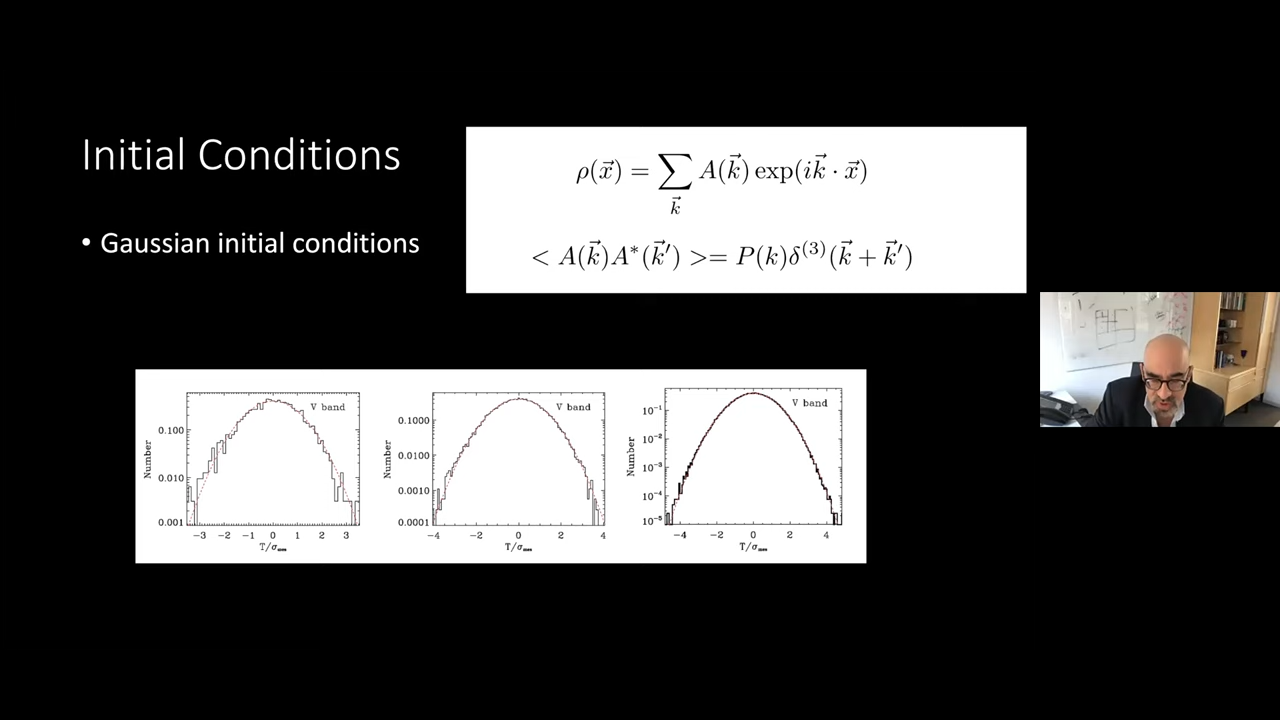 Initial Conditions
• Gaussian initial conditions
ρ(x⃗) = ∑ A(k⃗) exp(ik⃗ · x⃗)
k⃗
< A(k⃗)A*(k⃗′) >= P(k)δ⁽³⁾(k⃗ + k⃗′)
V band
Number
0.100
0.010
0.001
−3 −2 −1 0 1 2 3
T/σ
V band
Number
0.1000
0.0100
0.0010
0.0001
−4 −2 0 2 4
T/σ
V band
Number
10⁻¹
10⁻²
10⁻³
10⁻⁴
10⁻⁵
−4 −2 0 2 4
T/σ